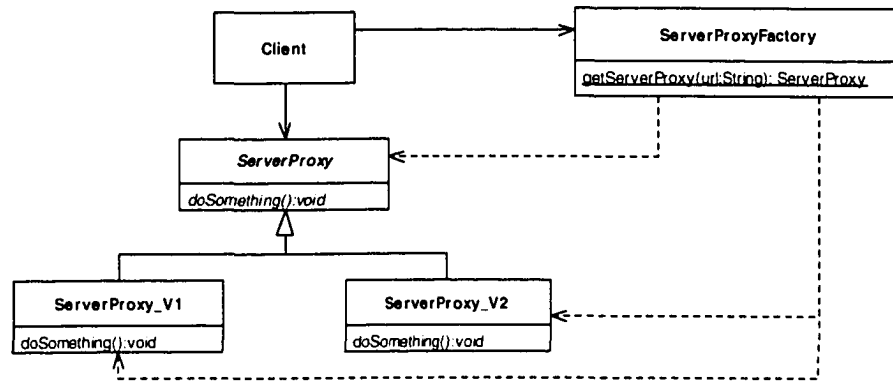 Client
ServerProxyFactory
getServerProxy(url:String): ServerProxy
ServerProxy
doSomething():void
ServerProxy_V1
doSomething():void
ServerProxy_V2
doSomething():void